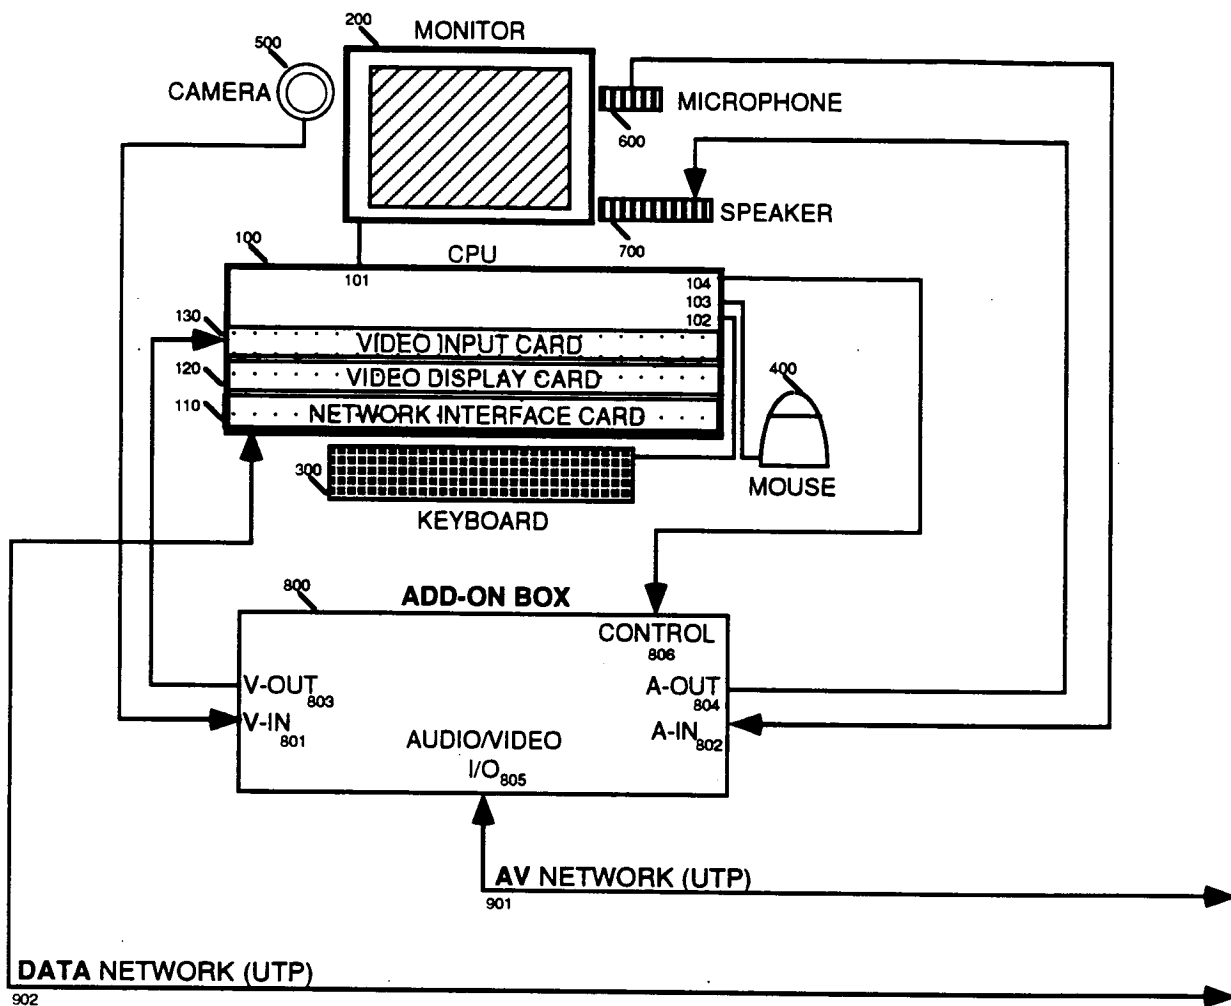 200
MONITOR
500
CAMERA
MICROPHONE
600
SPEAKER
700
100
CPU
101
104
103
102
130
VIDEO INPUT CARD
120
VIDEO DISPLAY CARD
110
NETWORK INTERFACE CARD
400
MOUSE
300
KEYBOARD
800
ADD-ON BOX
CONTROL
806
V-OUT 803
A-OUT 804
V-IN 801
A-IN 802
AUDIO/VIDEO
I/O 805
AV NETWORK (UTP)
901
DATA NETWORK (UTP)
902